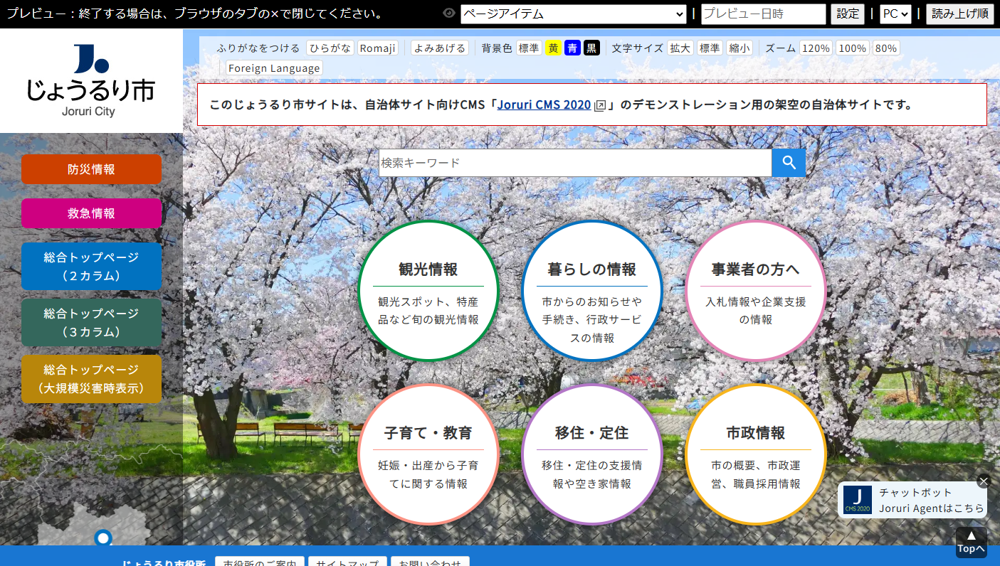 プレビュー：終了する場合は、ブラウザのタブの×で閉じてください。
ページアイテム | プレビュー日時 設定 | PC | 読み上げ順
じょうるり市
Joruri City
ふりがなをつける ひらがな Romaji よみあげる 背景色 標準 黄 青 黒 文字サイズ 拡大 標準 縮小 ズーム 120% 100% 80%
Foreign Language
このじょうるり市サイトは、自治体サイト向けCMS「Joruri CMS 2020」のデモンストレーション用の架空の自治体サイトです。
検索キーワード
防災情報
救急情報
総合トップページ
（２カラム）
総合トップページ
（３カラム）
総合トップページ
（大規模災害時表示）
観光情報
観光スポット、特産
品など旬の観光情報
暮らしの情報
市からのお知らせや
手続き、行政サービ
スの情報
事業者の方へ
入札情報や企業支援
の情報
子育て・教育
妊娠・出産から子育
てに関する情報
移住・定住
移住・定住の支援情
報や空き家情報
市政情報
市の概要、市政運
営、職員採用情報
J
CMS 2020
チャットボット
Joruri Agentはこちら
▲
Topへ
じょうるり市役所 市役所のご案内 サイトマップ お問い合わせ